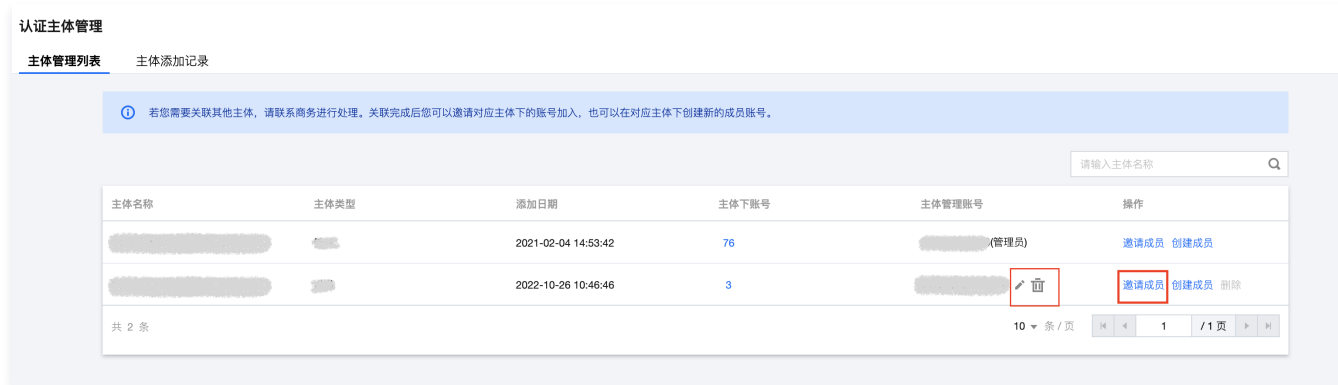 认证主体管理
主体管理列表 主体添加记录
若您需要关联其他主体，请联系商务进行处理。关联完成后您可以邀请对应主体下的账号加入，也可以在对应主体下创建新的成员账号。
请输入主体名称
主体名称 主体类型 添加日期 主体下账号 主体管理账号 操作
2021-02-04 14:53:42 76 (管理员) 邀请成员 创建成员
2022-10-26 10:46:46 3 邀请成员 创建成员 删除
共 2 条 10 条 / 页 1 / 1 页